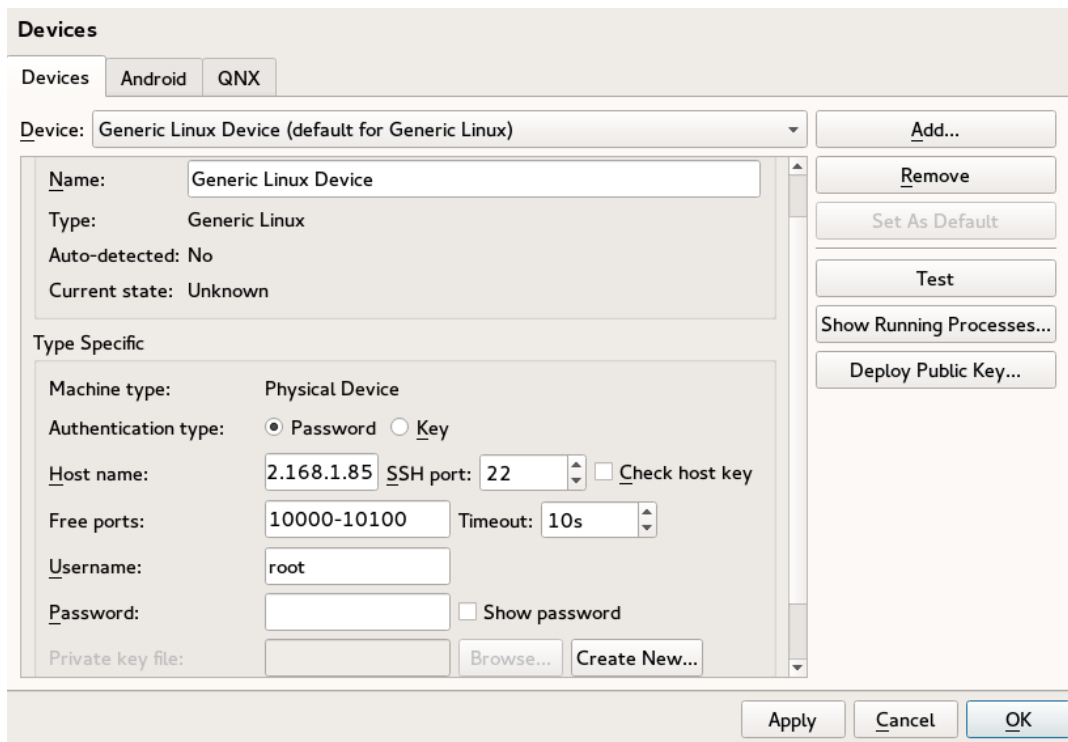 Devices
Devices Android QNX
Device: Generic Linux Device (default for Generic Linux) Add...
Name: Generic Linux Device Remove
Type: Generic Linux Set As Default
Auto-detected: No
Current state: Unknown Test
Show Running Processes...
Type Specific
Deploy Public Key...
Machine type: Physical Device
Authentication type: Password Key
Host name: 2.168.1.85 SSH port: 22 Check host key
Free ports: 10000-10100 Timeout: 10s
Username: root
Password: Show password
Private key file: Browse... Create New...
Apply Cancel OK